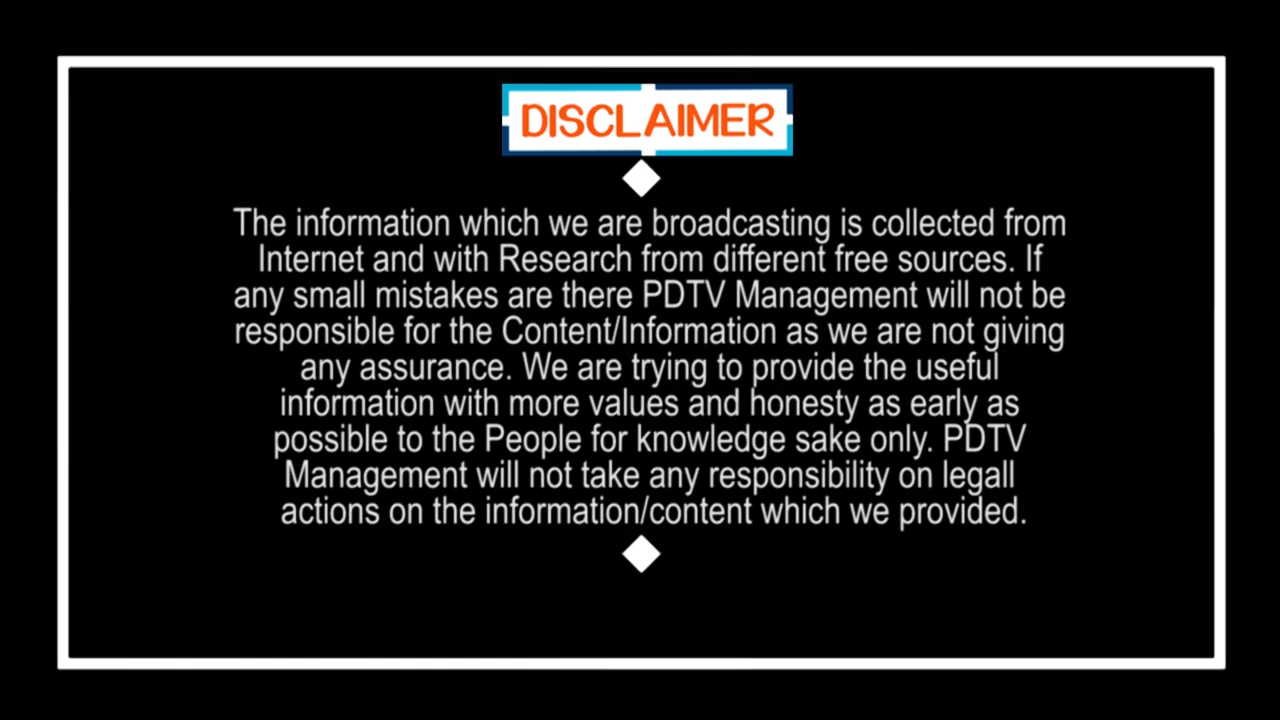 DISCLAIMER
The information which we are broadcasting is collected from
Internet and with Research from different free sources. If
any small mistakes are there PDTV Management will not be
responsible for the Content/Information as we are not giving
any assurance. We are trying to provide the useful
information with more values and honesty as early as
possible to the People for knowledge sake only. PDTV
Management will not take any responsibility on legall
actions on the information/content which we provided.